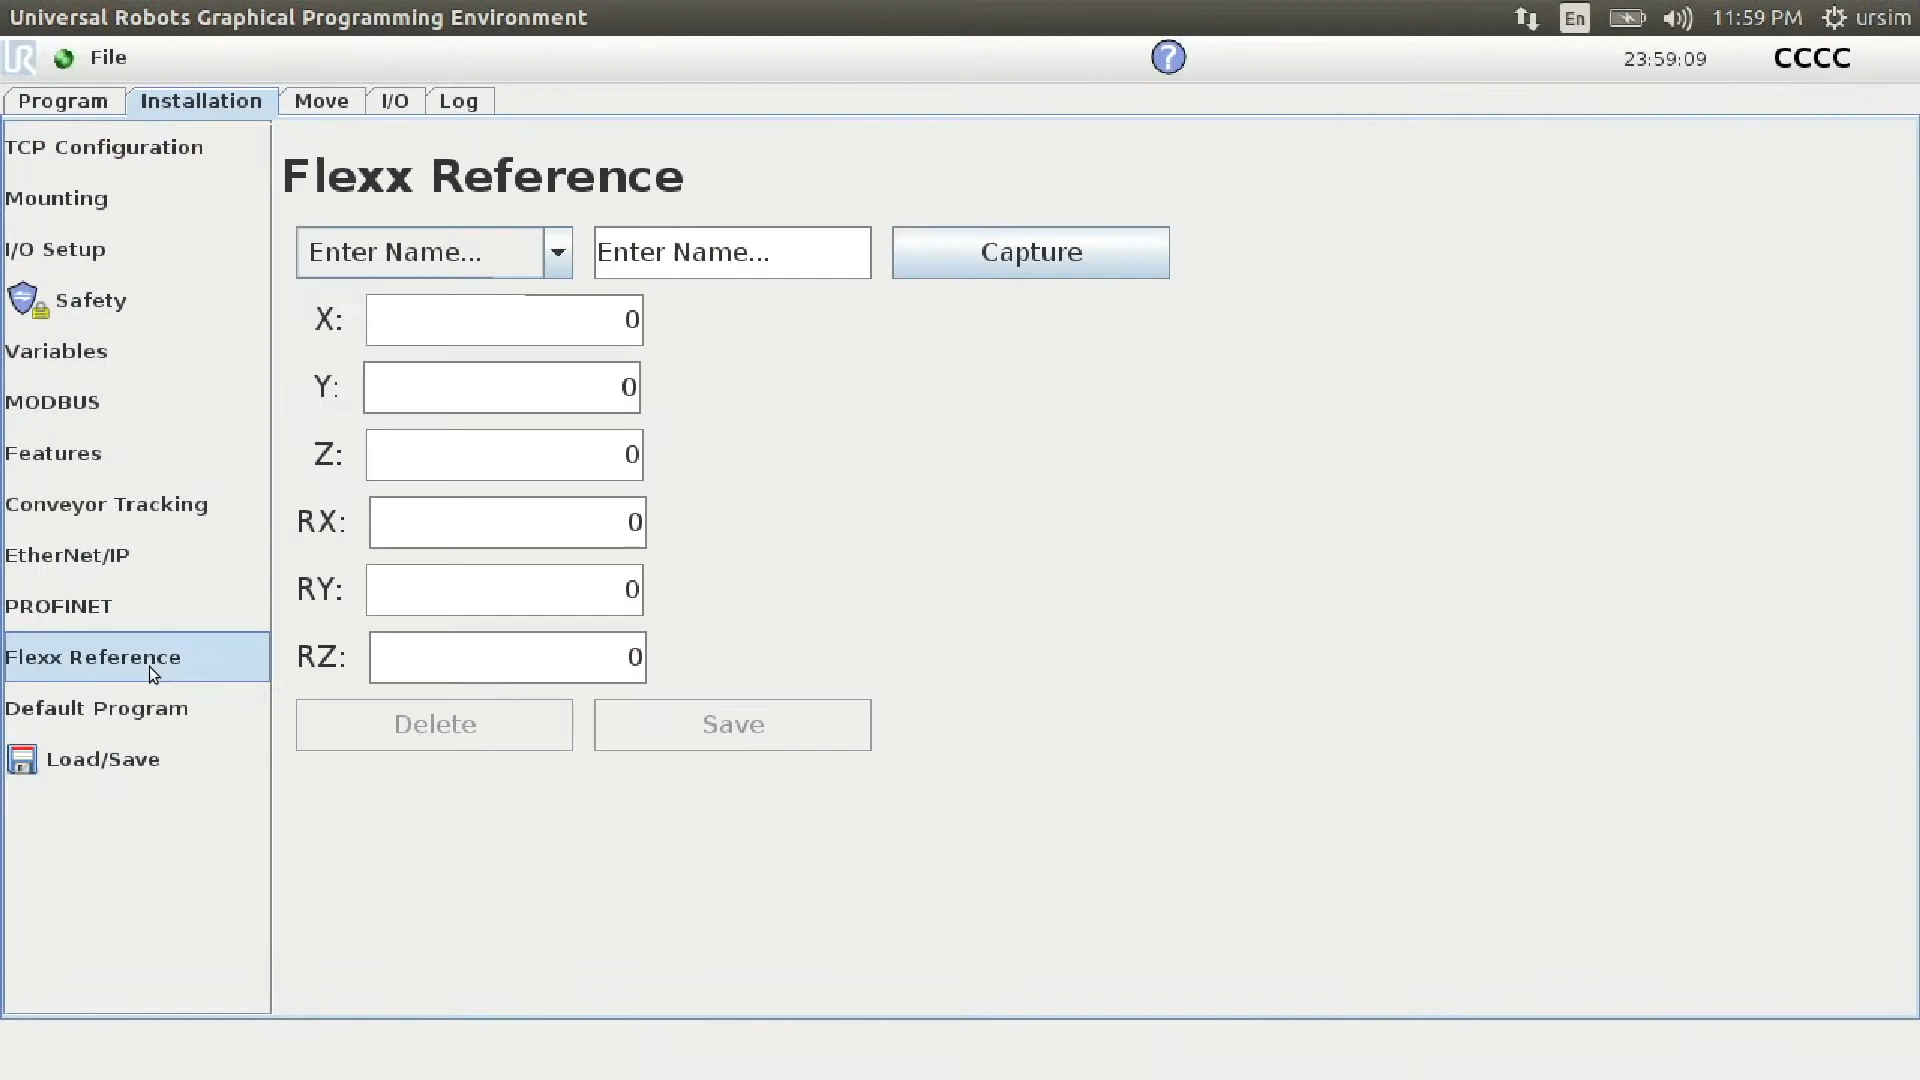 Universal Robots Graphical Programming Environment
En
11:59 PM
ursim
UR
File
?
23:59:09
CCCC
Program
Installation
Move
I/O
Log
TCP Configuration
Mounting
I/O Setup
Safety
Variables
MODBUS
Features
Conveyor Tracking
EtherNet/IP
PROFINET
Flexx Reference
Default Program
Load/Save
Flexx Reference
Enter Name...
Enter Name...
Capture
X: 0
Y: 0
Z: 0
RX: 0
RY: 0
RZ: 0
Delete
Save